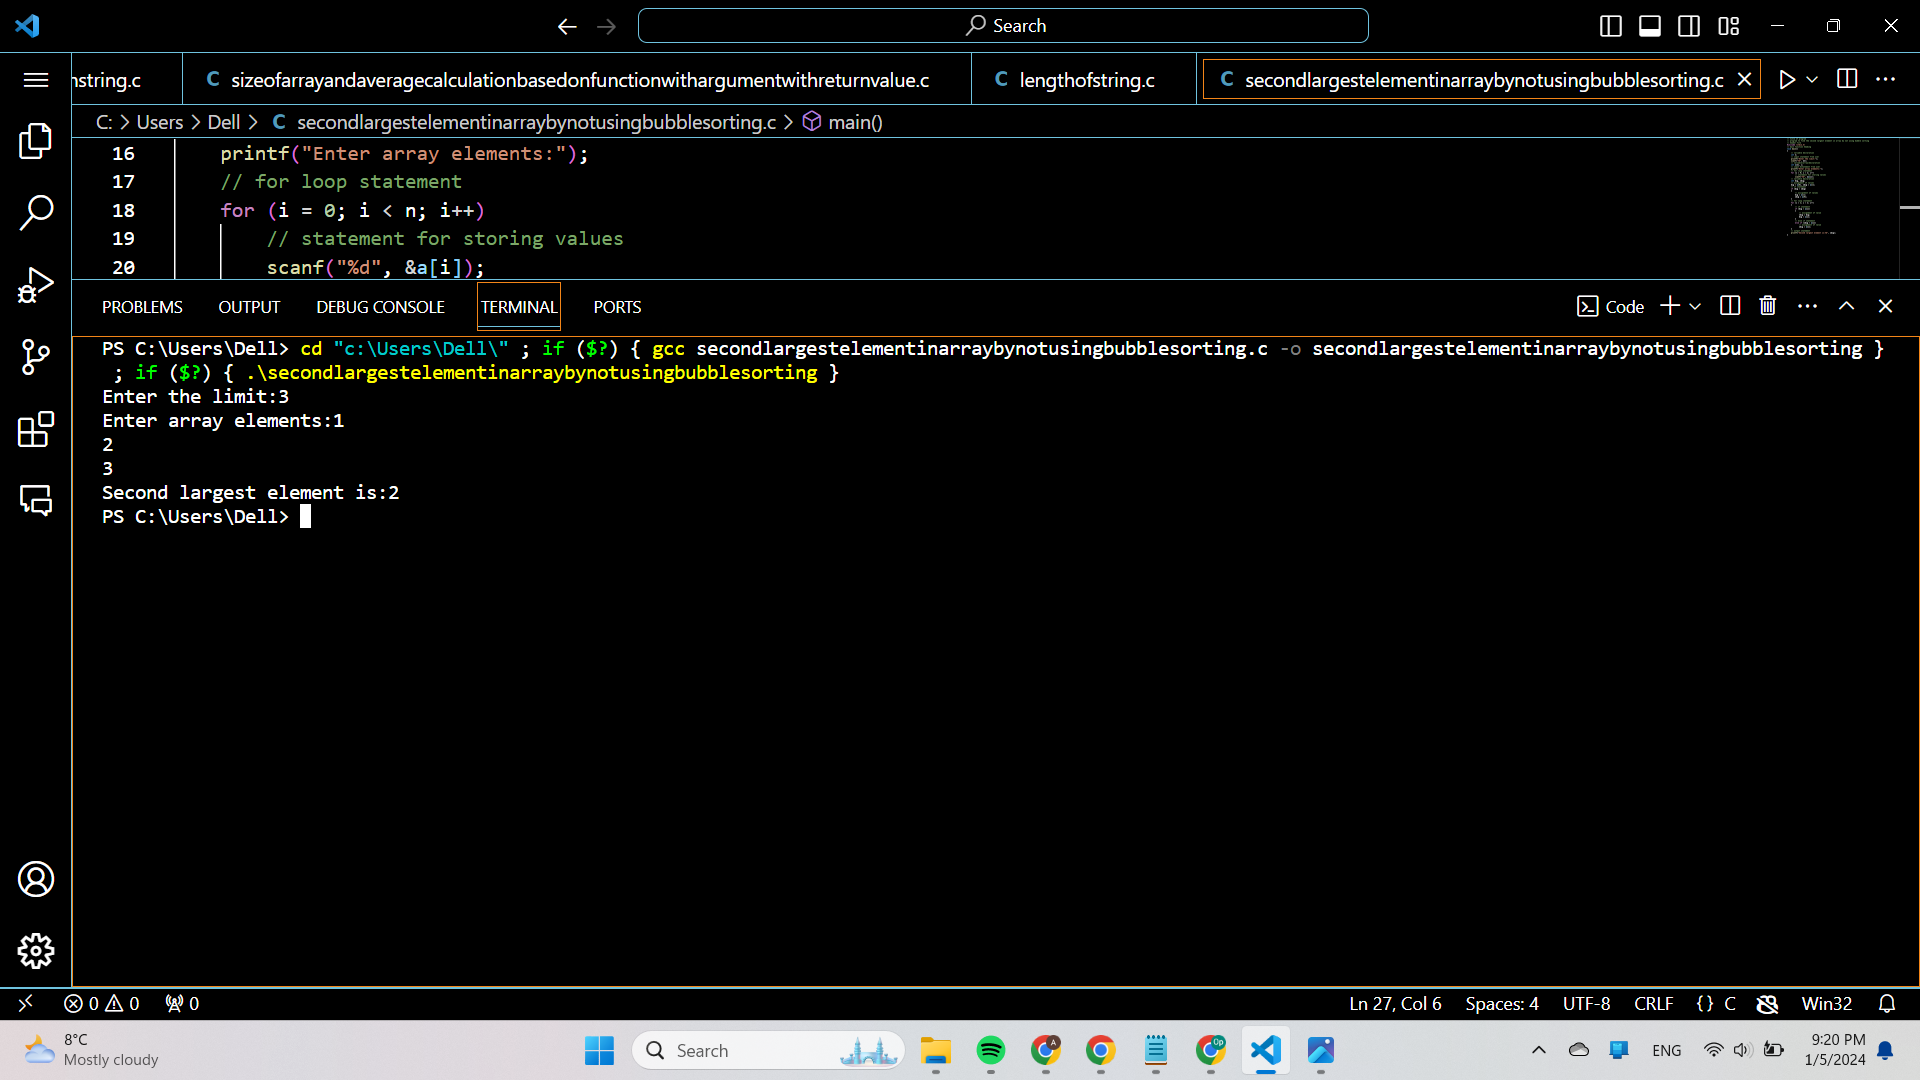 Search
nstring.c
C sizeofarrayandaveragecalculationbasedonfunctionwithargumentwithreturnvalue.c
C lengthofstring.c
C secondlargestelementinarraybynotusingbubblesorting.c
C: > Users > Dell > C secondlargestelementinarraybynotusingbubblesorting.c > main()
16 printf("Enter array elements:");
17 // for loop statement
18 for (i = 0; i < n; i++)
19 // statement for storing values
20 scanf("%d", &a[i]);
PROBLEMS OUTPUT DEBUG CONSOLE TERMINAL PORTS
Code
PS C:\Users\Dell> cd "c:\Users\Dell\" ; if ($?) { gcc secondlargestelementinarraybynotusingbubblesorting.c -o secondlargestelementinarraybynotusingbubblesorting }
; if ($?) { .\secondlargestelementinarraybynotusingbubblesorting }
Enter the limit:3
Enter array elements:1
2
3
Second largest element is:2
PS C:\Users\Dell>
0 0 0
Ln 27, Col 6 Spaces: 4 UTF-8 CRLF {} C Win32
8°C
Mostly cloudy
Search
A
Op
ENG
9:20 PM
1/5/2024